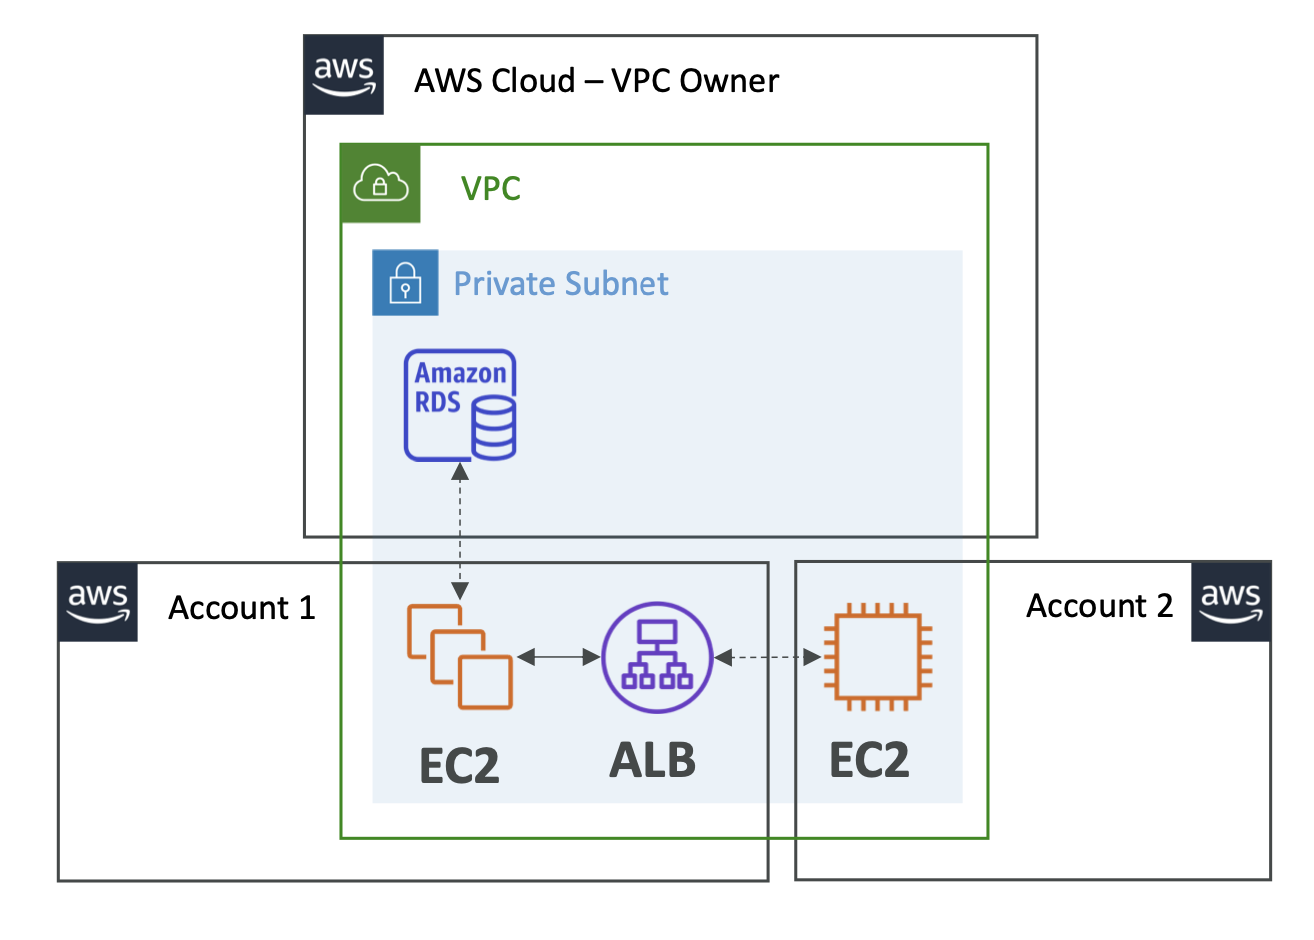 aws
AWS Cloud – VPC Owner
VPC
Private Subnet
Amazon
RDS
aws
Account 1
Account 2
aws
EC2
ALB
EC2